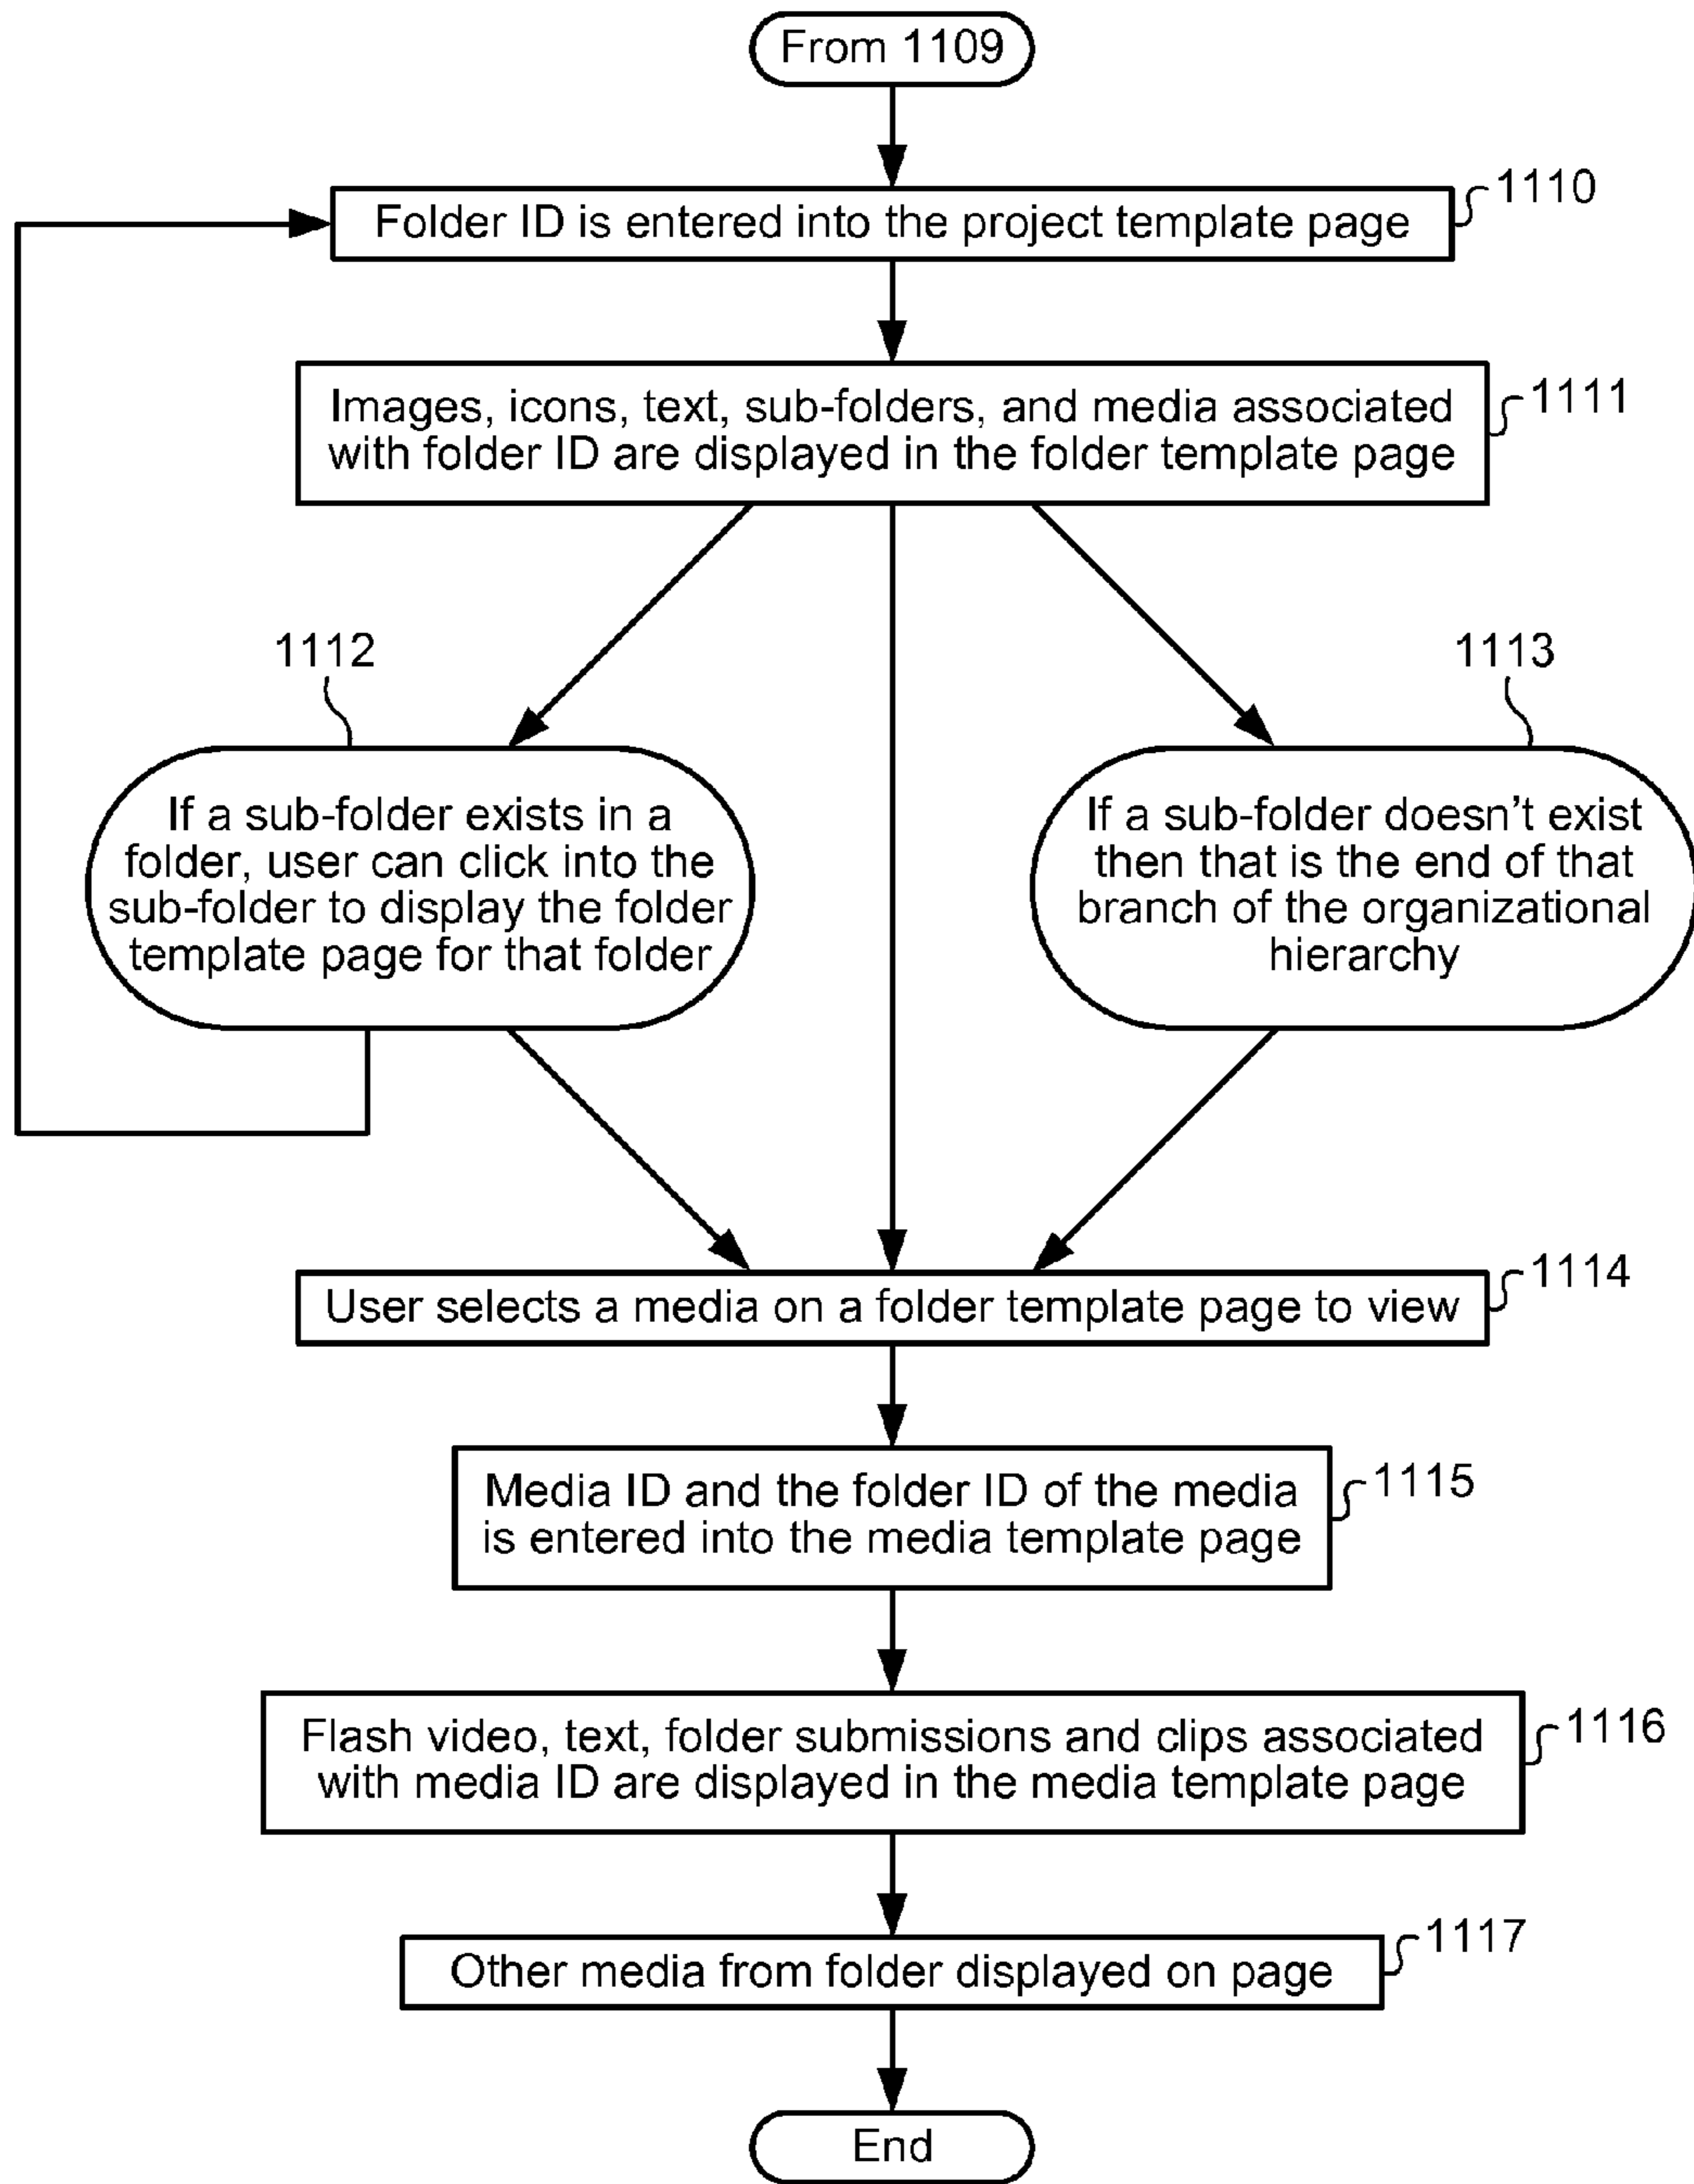 From 1109
1110
Folder ID is entered into the project template page
1111
Images, icons, text, sub-folders, and media associated
with folder ID are displayed in the folder template page
1112
1113
If a sub-folder exists in a
folder, user can click into the
sub-folder to display the folder
template page for that folder
If a sub-folder doesn't exist
then that is the end of that
branch of the organizational
hierarchy
1114
User selects a media on a folder template page to view
1115
Media ID and the folder ID of the media
is entered into the media template page
1116
Flash video, text, folder submissions and clips associated
with media ID are displayed in the media template page
1117
Other media from folder displayed on page
End